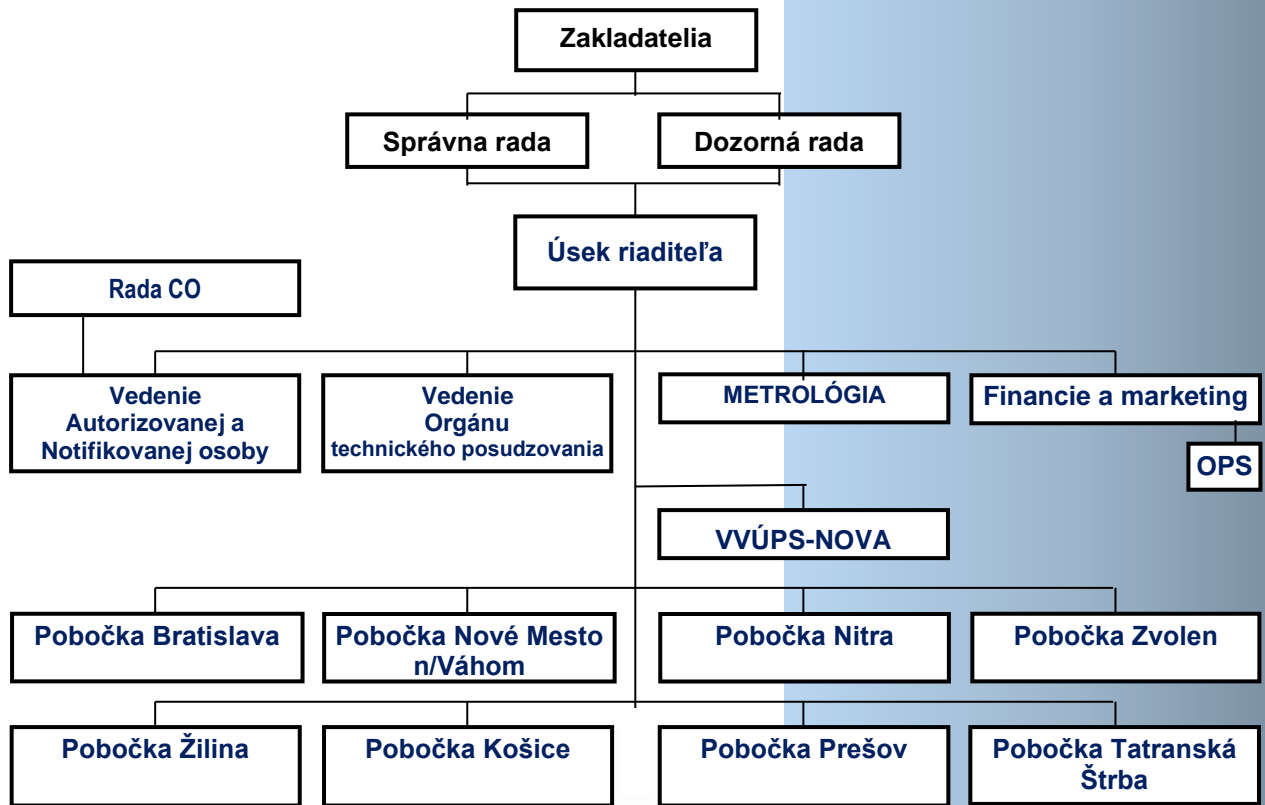 Zakladatelia
Správna rada
Dozorná rada
Úsek riaditeľa
Rada CO
Vedenie
Autorizovanej a
Notifikovanej osoby
Vedenie
Orgánu
technického posudzovania
METROLÓGIA
Financie a marketing
OPS
VVÚPS-NOVA
Pobočka Bratislava
Pobočka Nové Mesto
n/Váhom
Pobočka Nitra
Pobočka Zvolen
Pobočka Žilina
Pobočka Košice
Pobočka Prešov
Pobočka Tatranská
Štrba